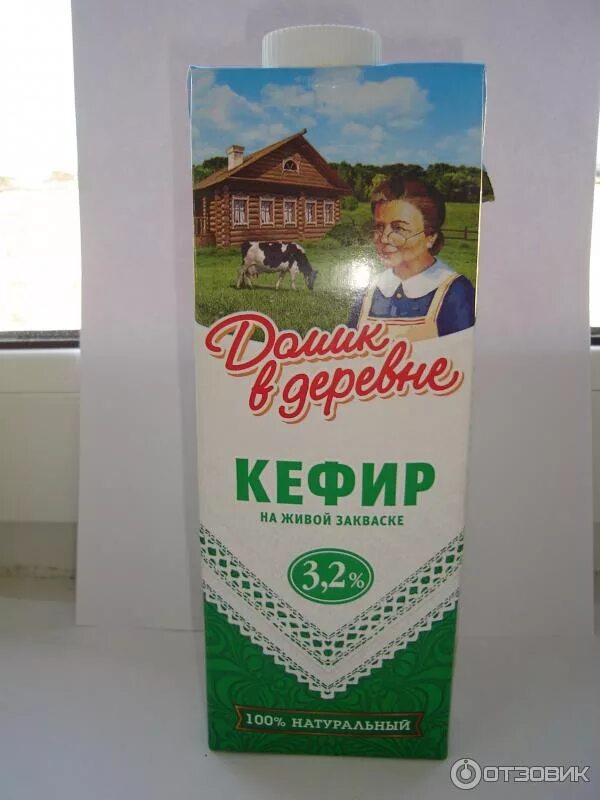 Домик
в деревне
КЕФИР
НА ЖИВОЙ ЗАКВАСКЕ
3,2%
100% НАТУРАЛЬНЫЙ
ОТЗОВИК